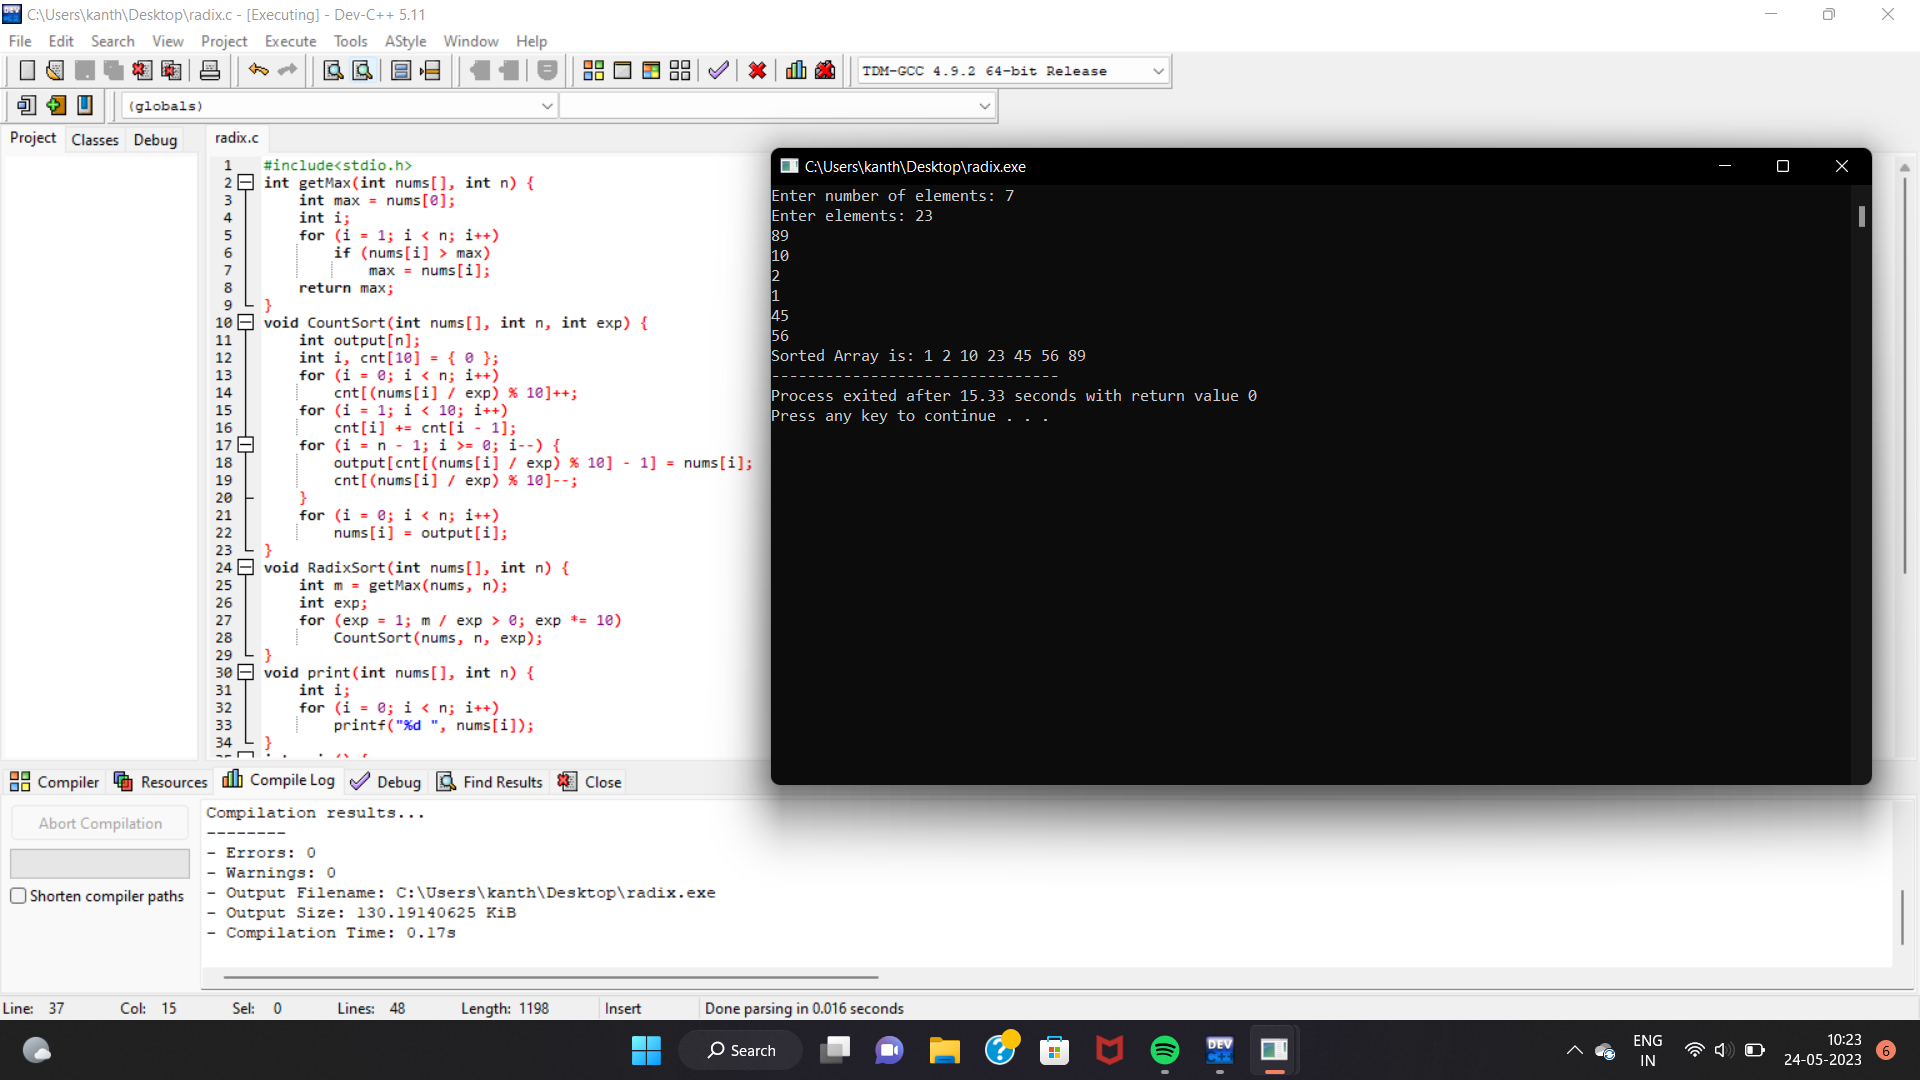 C:\Users\kanth\Desktop\radix.c - [Executing] - Dev-C++ 5.11
File Edit Search View Project Execute Tools AStyle Window Help
TDM-GCC 4.9.2 64-bit Release
(globals)
Project Classes Debug
radix.c
1 #include<stdio.h>
2 int getMax(int nums[], int n) {
3 int max = nums[0];
4 int i;
5 for (i = 1; i < n; i++)
6 if (nums[i] > max)
7 max = nums[i];
8 return max;
9 }
10 void CountSort(int nums[], int n, int exp) {
11 int output[n];
12 int i, cnt[10] = { 0 };
13 for (i = 0; i < n; i++)
14 cnt[(nums[i] / exp) % 10]++;
15 for (i = 1; i < 10; i++)
16 cnt[i] += cnt[i - 1];
17 for (i = n - 1; i >= 0; i--) {
18 output[cnt[(nums[i] / exp) % 10] - 1] = nums[i];
19 cnt[(nums[i] / exp) % 10]--;
20 }
21 for (i = 0; i < n; i++)
22 nums[i] = output[i];
23 }
24 void RadixSort(int nums[], int n) {
25 int m = getMax(nums, n);
26 int exp;
27 for (exp = 1; m / exp > 0; exp *= 10)
28 CountSort(nums, n, exp);
29 }
30 void print(int nums[], int n) {
31 int i;
32 for (i = 0; i < n; i++)
33 printf("%d ", nums[i]);
34 }
C:\Users\kanth\Desktop\radix.exe
Enter number of elements: 7
Enter elements: 23
89
10
2
1
45
56
Sorted Array is: 1 2 10 23 45 56 89
--------------------------------
Process exited after 15.33 seconds with return value 0
Press any key to continue . . .
Compiler Resources Compile Log Debug Find Results Close
Abort Compilation
Shorten compiler paths
Compilation results...
--------
- Errors: 0
- Warnings: 0
- Output Filename: C:\Users\kanth\Desktop\radix.exe
- Output Size: 130.19140625 KiB
- Compilation Time: 0.17s
Line: 37 Col: 15 Sel: 0 Lines: 48 Length: 1198 Insert Done parsing in 0.016 seconds
Search
DEV
C++
ENG
IN
10:23
24-05-2023
6